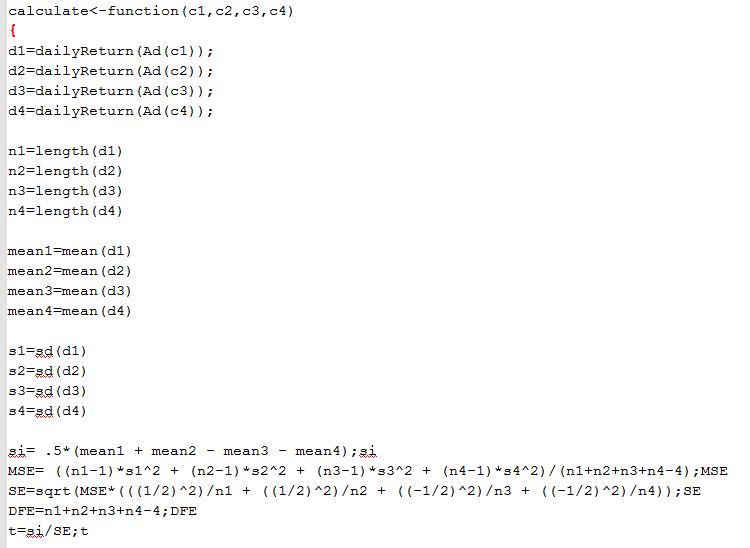 calculate<-function(c1,c2,c3,c4)
{
d1=dailyReturn(Ad(c1));
d2=dailyReturn(Ad(c2));
d3=dailyReturn(Ad(c3));
d4=dailyReturn(Ad(c4));
n1=length(d1)
n2=length(d2)
n3=length(d3)
n4=length(d4)
mean1=mean(d1)
mean2=mean(d2)
mean3=mean(d3)
mean4=mean(d4)
s1=sd(d1)
s2=sd(d2)
s3=sd(d3)
s4=sd(d4)
si= .5*(mean1 + mean2 - mean3 - mean4);si
MSE= ((n1-1)*s1^2 + (n2-1)*s2^2 + (n3-1)*s3^2 + (n4-1)*s4^2)/(n1+n2+n3+n4-4);MSE
SE=sqrt(MSE*(((1/2)^2)/n1 + ((1/2)^2)/n2 + ((-1/2)^2)/n3 + ((-1/2)^2)/n4));SE
DFE=n1+n2+n3+n4-4;DFE
t=si/SE;t